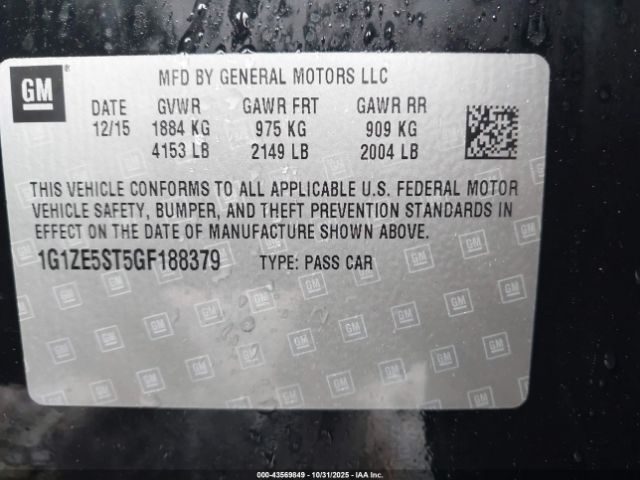 GM
MFD BY GENERAL MOTORS LLC
DATE GVWR GAWR FRT GAWR RR
12/15 1884 KG 975 KG 909 KG
4153 LB 2149 LB 2004 LB
THIS VEHICLE CONFORMS TO ALL APPLICABLE U.S. FEDERAL MOTOR
VEHICLE SAFETY, BUMPER, AND THEFT PREVENTION STANDARDS IN
EFFECT ON THE DATE OF MANUFACTURE SHOWN ABOVE.
1G1ZE5ST5GF188379 TYPE: PASS CAR
000-43569849 - 10/31/2025 - IAA Inc.